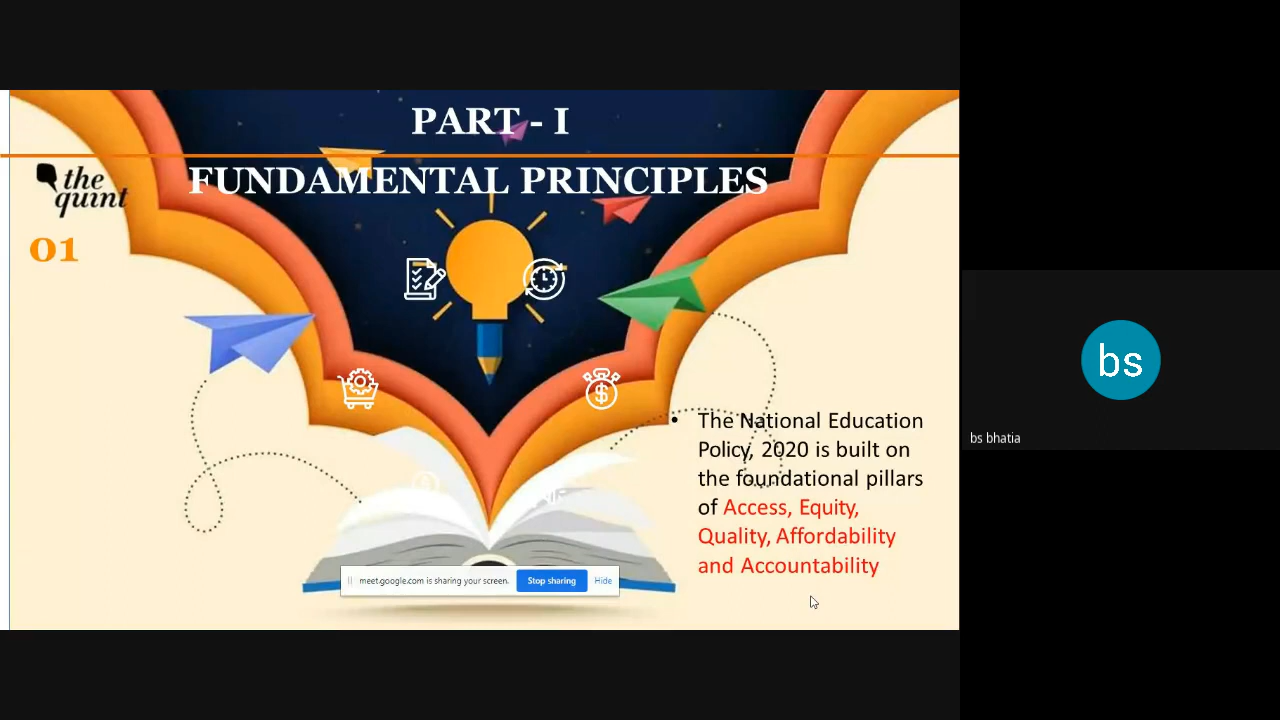 PART - I
FUNDAMENTAL PRINCIPLES
the
quint
01
• The National Education
Policy, 2020 is built on
the foundational pillars
of Access, Equity,
Quality, Affordability
and Accountability
meet.google.com is sharing your screen. Stop sharing Hide
bs
bs bhatia